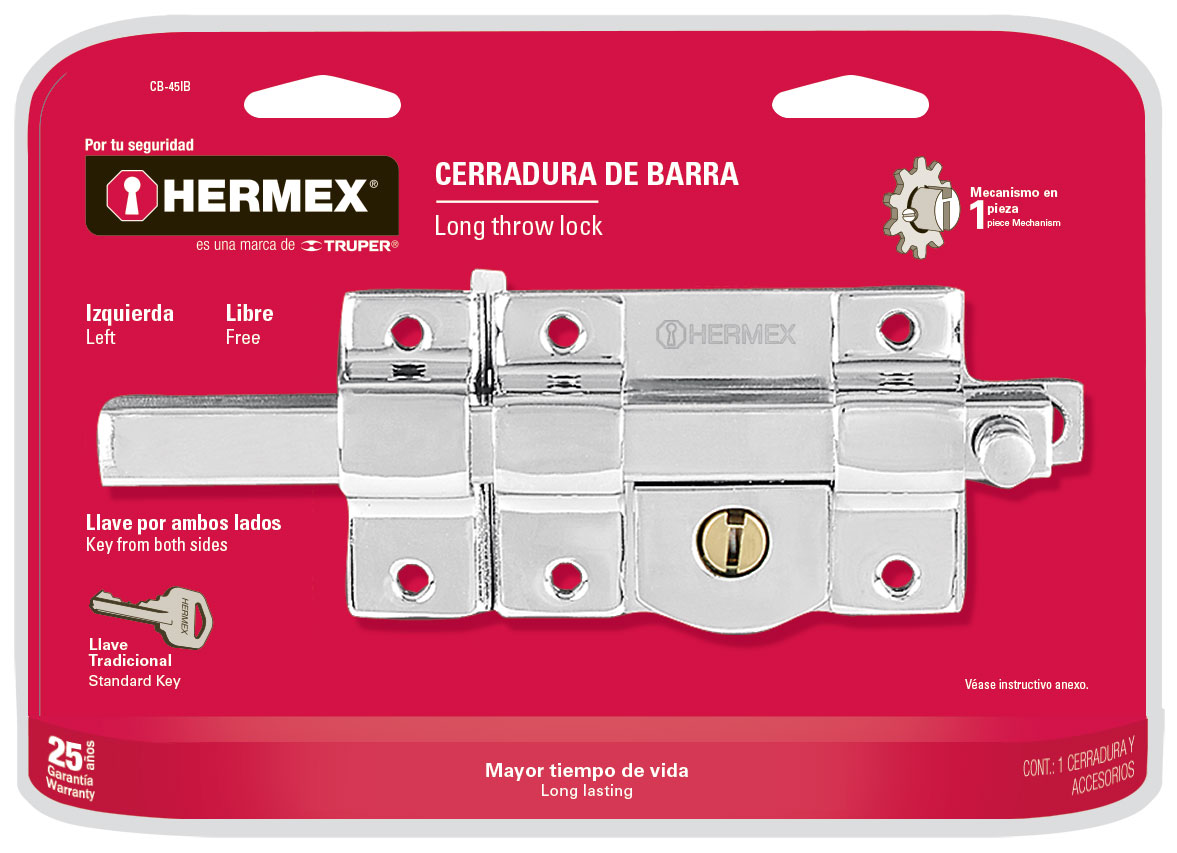 CB-45IB
Por tu seguridad
HERMEX®
es una marca de TRUPER®
CERRADURA DE BARRA
Long throw lock
Mecanismo en
1 pieza
piece Mechanism
Izquierda
Left
Libre
Free
HERMEX
Llave por ambos lados
Key from both sides
HERMEX
Llave
Tradicional
Standard Key
Véase instructivo anexo.
25 años
Garantía
Warranty
Mayor tiempo de vida
Long lasting
CONT.: 1 CERRADURA Y
ACCESORIOS